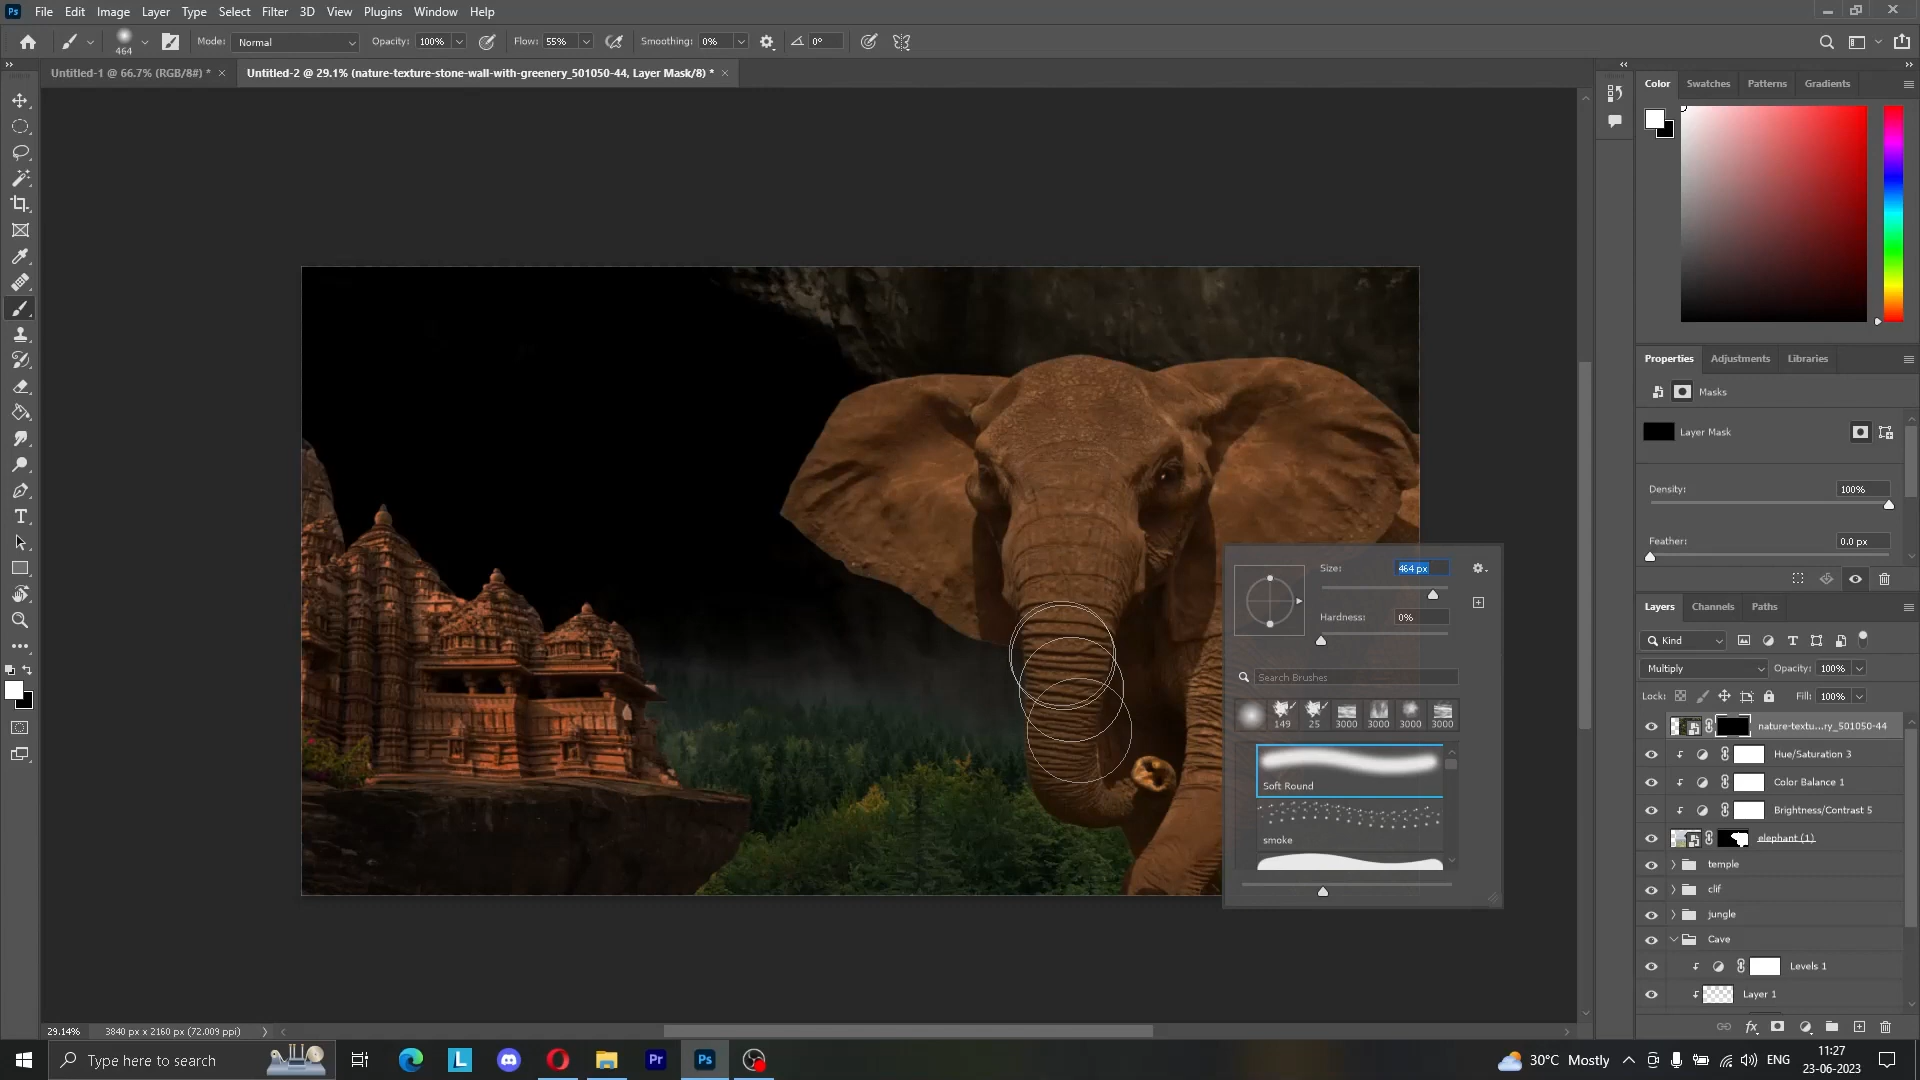 Ps File Edit Image Layer Type Select Filter 3D View Plugins Window Help
464 Mode: Normal Opacity: 100% Flow: 55% Smoothing: 0% 0°
Untitled-1 @ 66.7% (RGB/8#) * × Untitled-2 @ 29.1% (nature-texture-stone-wall-with-greenery_501050-44, Layer Mask/8) * ×
Color Swatches Patterns Gradients
Properties Adjustments Libraries
Masks
Layer Mask
Density: 100%
Feather: 0.0 px
Size: 464 px
Hardness: 0%
Search Brushes
149 25 3000 3000 3000 3000
Soft Round
smoke
Layers Channels Paths
Kind
Multiply Opacity: 100%
Lock: Fill: 100%
nature-textu...ry_501050-44
Hue/Saturation 3
Color Balance 1
Brightness/Contrast 5
elephant (1)
temple
clif
jungle
Cave
Levels 1
Layer 1
fx
29.14% 3840 px x 2160 px (72.009 ppi)
Type here to search
L Pr Ps
30°C Mostly ENG
11:27
23-06-2023